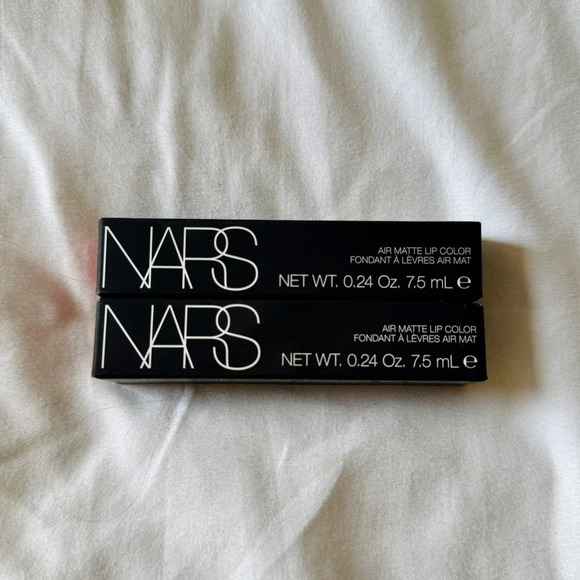 NARS
AIR MATTE LIP COLOR
FONDANT À LÈVRES AIR MAT
NET WT. 0.24 Oz. 7.5 mL ℮
NARS
AIR MATTE LIP COLOR
FONDANT À LÈVRES AIR MAT
NET WT. 0.24 Oz. 7.5 mL ℮